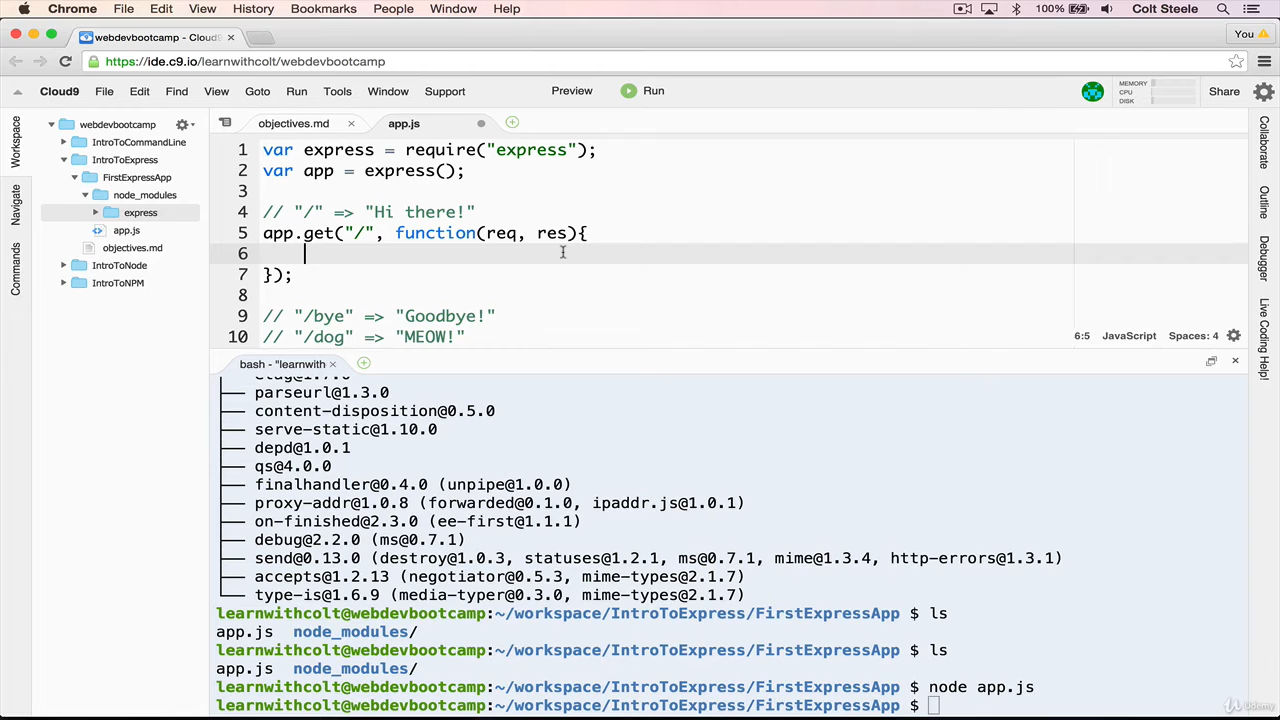 Chrome File Edit View History Bookmarks People Window Help 100% Colt Steele
webdevbootcamp - Cloud9 × You
https://ide.c9.io/learnwithcolt/webdevbootcamp
Cloud9 File Edit Find View Goto Run Tools Window Support Preview Run MEMORY CPU DISK Share
Workspace
Navigate
Commands
webdevbootcamp
IntroToCommandLine
IntroToExpress
FirstExpressApp
node_modules
express
app.js
objectives.md
IntroToNode
IntroToNPM
objectives.md × app.js
1 var express = require("express");
2 var app = express();
3
4 // "/" => "Hi there!"
5 app.get("/", function(req, res){
6
7 });
8
9 // "/bye" => "Goodbye!"
10 // "/dog" => "MEOW!"
6:5 JavaScript Spaces: 4
Collaborate
Outline
Debugger
Live Coding Help!
bash - "learnwith ×
├── parseurl@1.3.0
├── content-disposition@0.5.0
├── serve-static@1.10.0
├── depd@1.0.1
├── qs@4.0.0
├── finalhandler@0.4.0 (unpipe@1.0.0)
├── proxy-addr@1.0.8 (forwarded@0.1.0, ipaddr.js@1.0.1)
├── on-finished@2.3.0 (ee-first@1.1.1)
├── debug@2.2.0 (ms@0.7.1)
├── send@0.13.0 (destroy@1.0.3, statuses@1.2.1, ms@0.7.1, mime@1.3.4, http-errors@1.3.1)
├── accepts@1.2.13 (negotiator@0.5.3, mime-types@2.1.7)
└── type-is@1.6.9 (media-typer@0.3.0, mime-types@2.1.7)
learnwithcolt@webdevbootcamp:~/workspace/IntroToExpress/FirstExpressApp $ ls
app.js node_modules/
learnwithcolt@webdevbootcamp:~/workspace/IntroToExpress/FirstExpressApp $ ls
app.js node_modules/
learnwithcolt@webdevbootcamp:~/workspace/IntroToExpress/FirstExpressApp $ node app.js
learnwithcolt@webdevbootcamp:~/workspace/IntroToExpress/FirstExpressApp $
Udemy